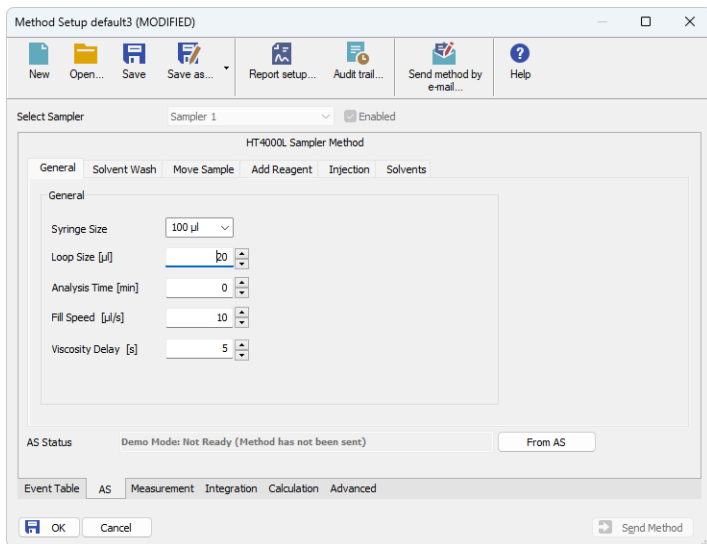 Method Setup default3 (MODIFIED)
New Open... Save Save as... Report setup... Audit trail... Send method by e-mail... Help
Select Sampler Sampler 1 Enabled
HT4000L Sampler Method
General Solvent Wash Move Sample Add Reagent Injection Solvents
General
Syringe Size 100 µl
Loop Size [µl] 20
Analysis Time [min] 0
Fill Speed [µl/s] 10
Viscosity Delay [s] 5
AS Status Demo Mode: Not Ready (Method has not been sent) From AS
Event Table AS Measurement Integration Calculation Advanced
OK Cancel Send Method